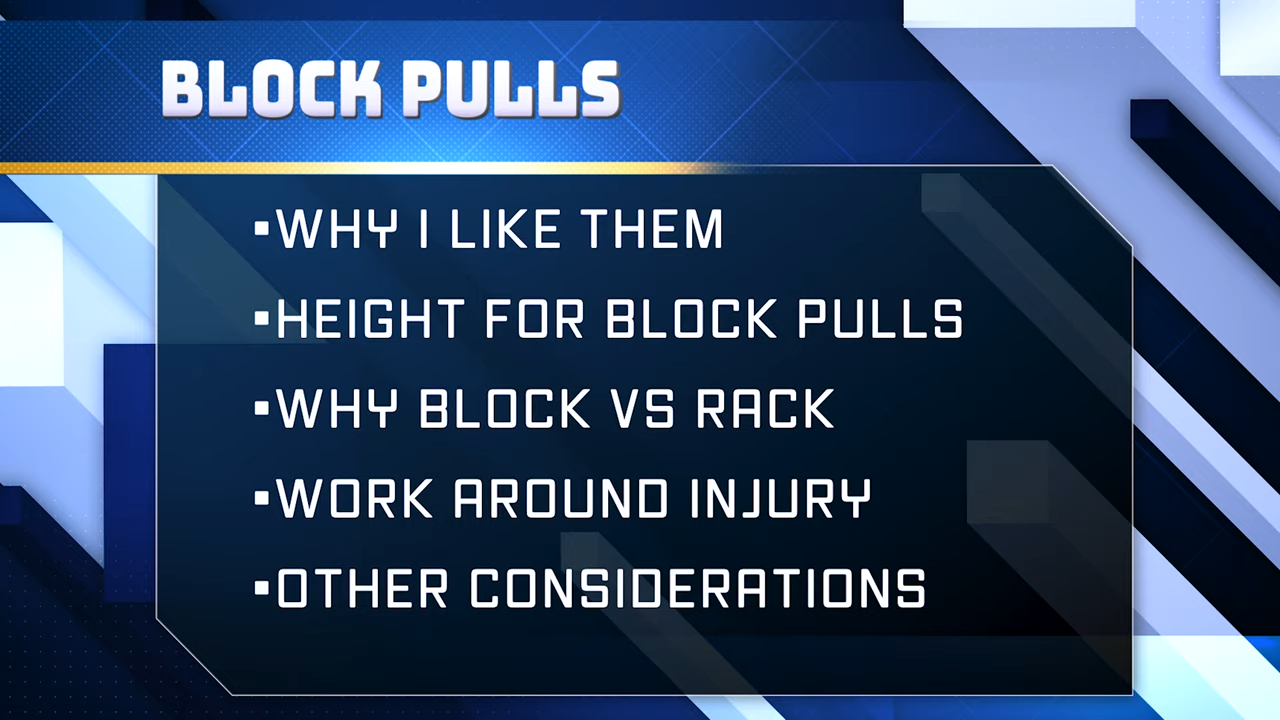 BLOCK PULLS
▪WHY I LIKE THEM
▪HEIGHT FOR BLOCK PULLS
▪WHY BLOCK VS RACK
▪WORK AROUND INJURY
▪OTHER CONSIDERATIONS